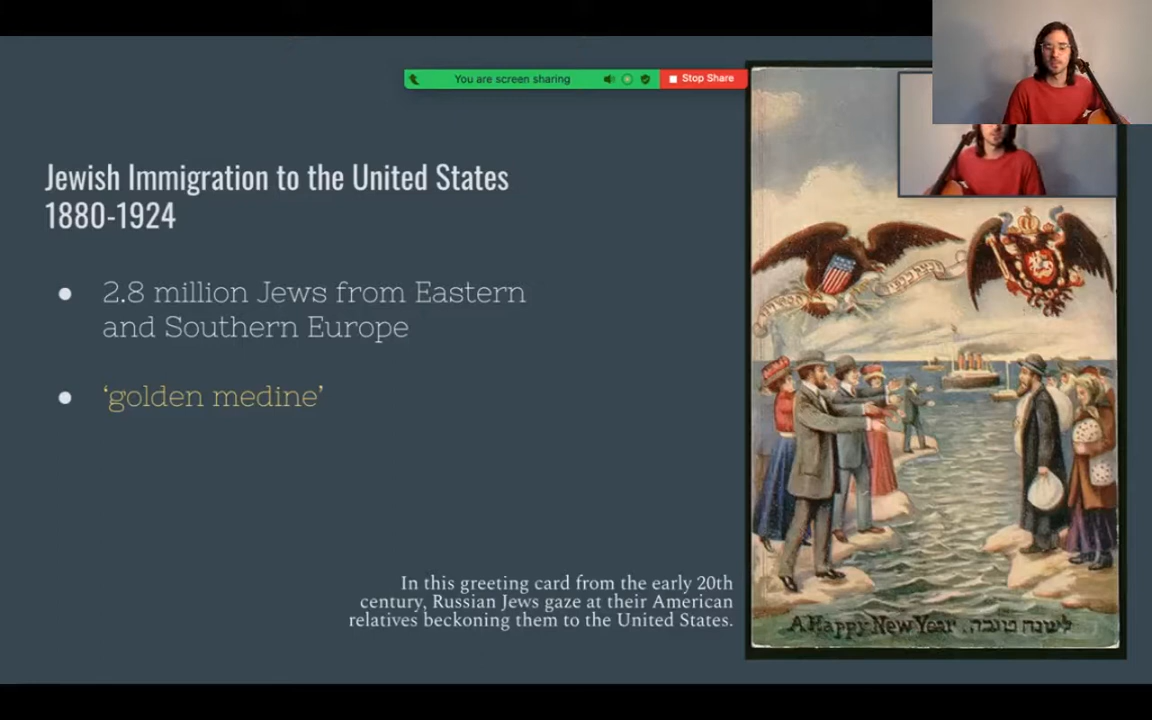 You are screen sharing
Stop Share
Jewish Immigration to the United States
1880-1924
● 2.8 million Jews from Eastern
and Southern Europe
● ‘golden medine’
In this greeting card from the early 20th
century, Russian Jews gaze at their American
relatives beckoning them to the United States.
A Happy New Year. לשנה טובה